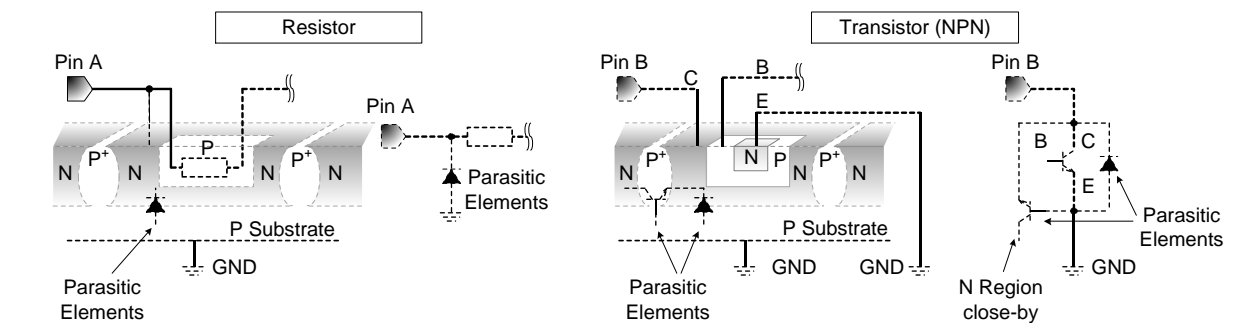 Resistor
Transistor (NPN)
Pin A
Pin A
N
P+
N
P
N
P+
N
Parasitic
Elements
P Substrate
GND
Parasitic
Elements
Pin B
C
B
E
N
P+
N
N
P
P+
N
N
P Substrate
GND
GND
Parasitic
Elements
Pin B
B
C
E
Parasitic
Elements
GND
N Region
close-by